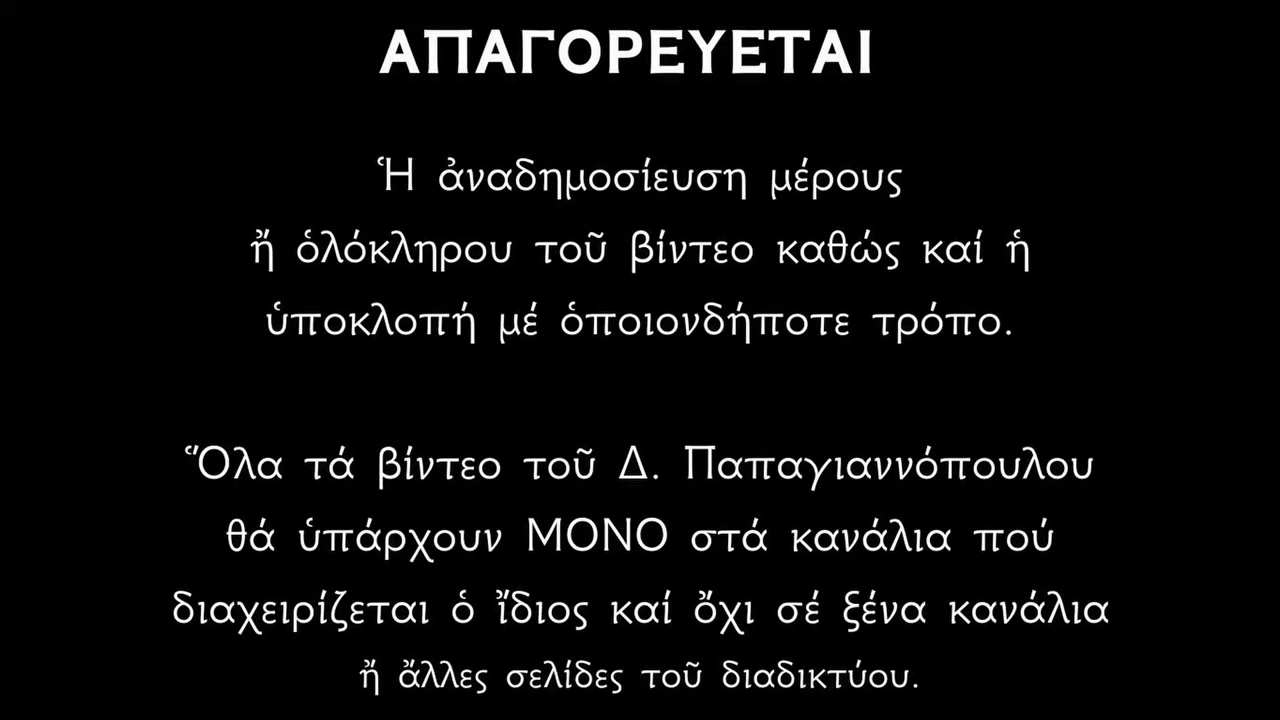 ΑΠΑΓΟΡΕΥΕΤΑΙ
Ἡ ἀναδημοσίευση μέρους
ἤ ὁλόκληρου τοῦ βίντεο καθώς καί ἡ
ὑποκλοπή μέ ὁποιονδήποτε τρόπο.
Ὅλα τά βίντεο τοῦ Δ. Παπαγιαννόπουλου
θά ὑπάρχουν ΜΟΝΟ στά κανάλια πού
διαχειρίζεται ὁ ἴδιος καί ὄχι σέ ξένα κανάλια
ἤ ἄλλες σελίδες τοῦ διαδικτύου.